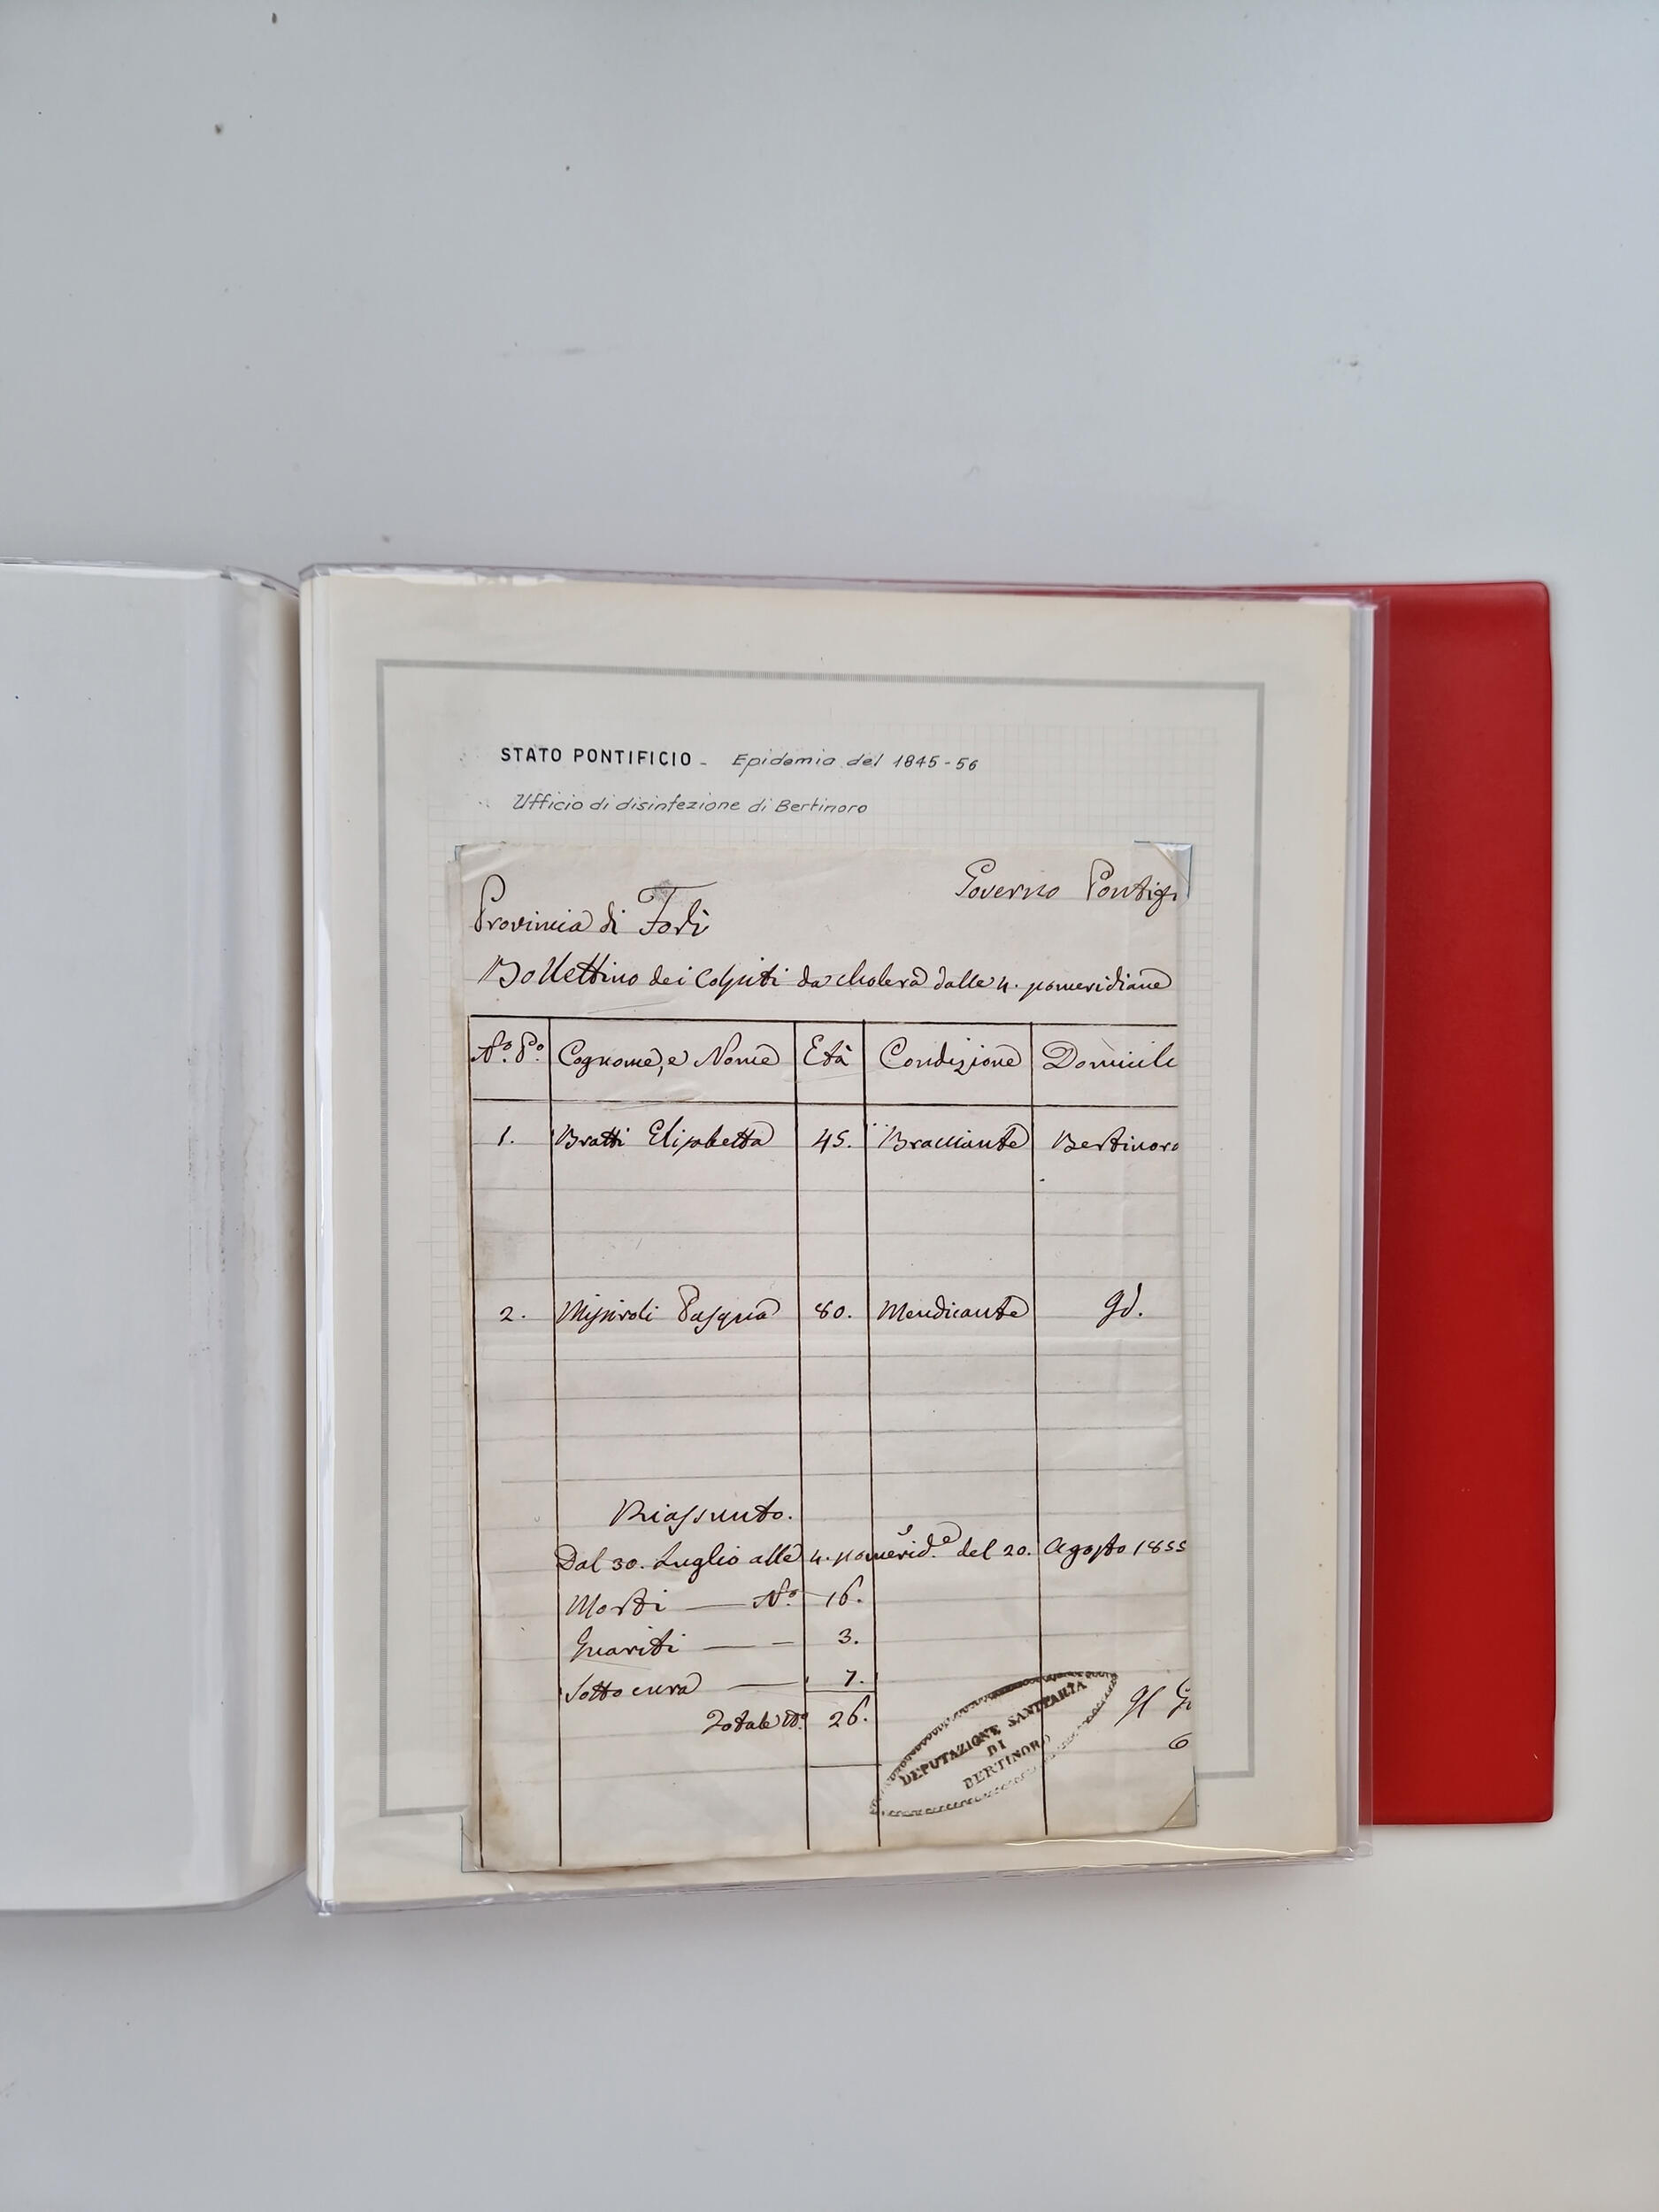 STATO PONTIFICIO - Epidemia del 1845-56
Ufficio di disinfezione di Bertinoro
Governo Pontif
Provincia di Forlì
Bollettino dei Colpiti da cholera dalle 4. pomeridiane
N.º P.º Cognome, e Nome Età Condizione Domicil
1. Bratti Elisabetta 45. Bracciante Bertinoro
2. Misiroli Pasqua 80. Mendicante Id.
Riassunto.
Dal 30. Luglio alle 4. pomerid.e del 20. Agosto 1855
Morti — N.º 16.
Guariti — — 3.
Sotto cura — 7.
Totale N.º 26.
DEPUTAZIONE SANITARIA
DI
BERTINORO